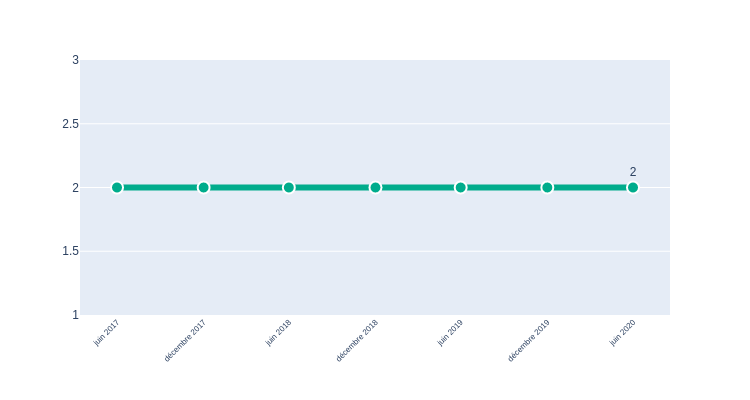 3
2.5
2
2
1.5
1
juin 2017
décembre 2017
juin 2018
décembre 2018
juin 2019
décembre 2019
juin 2020